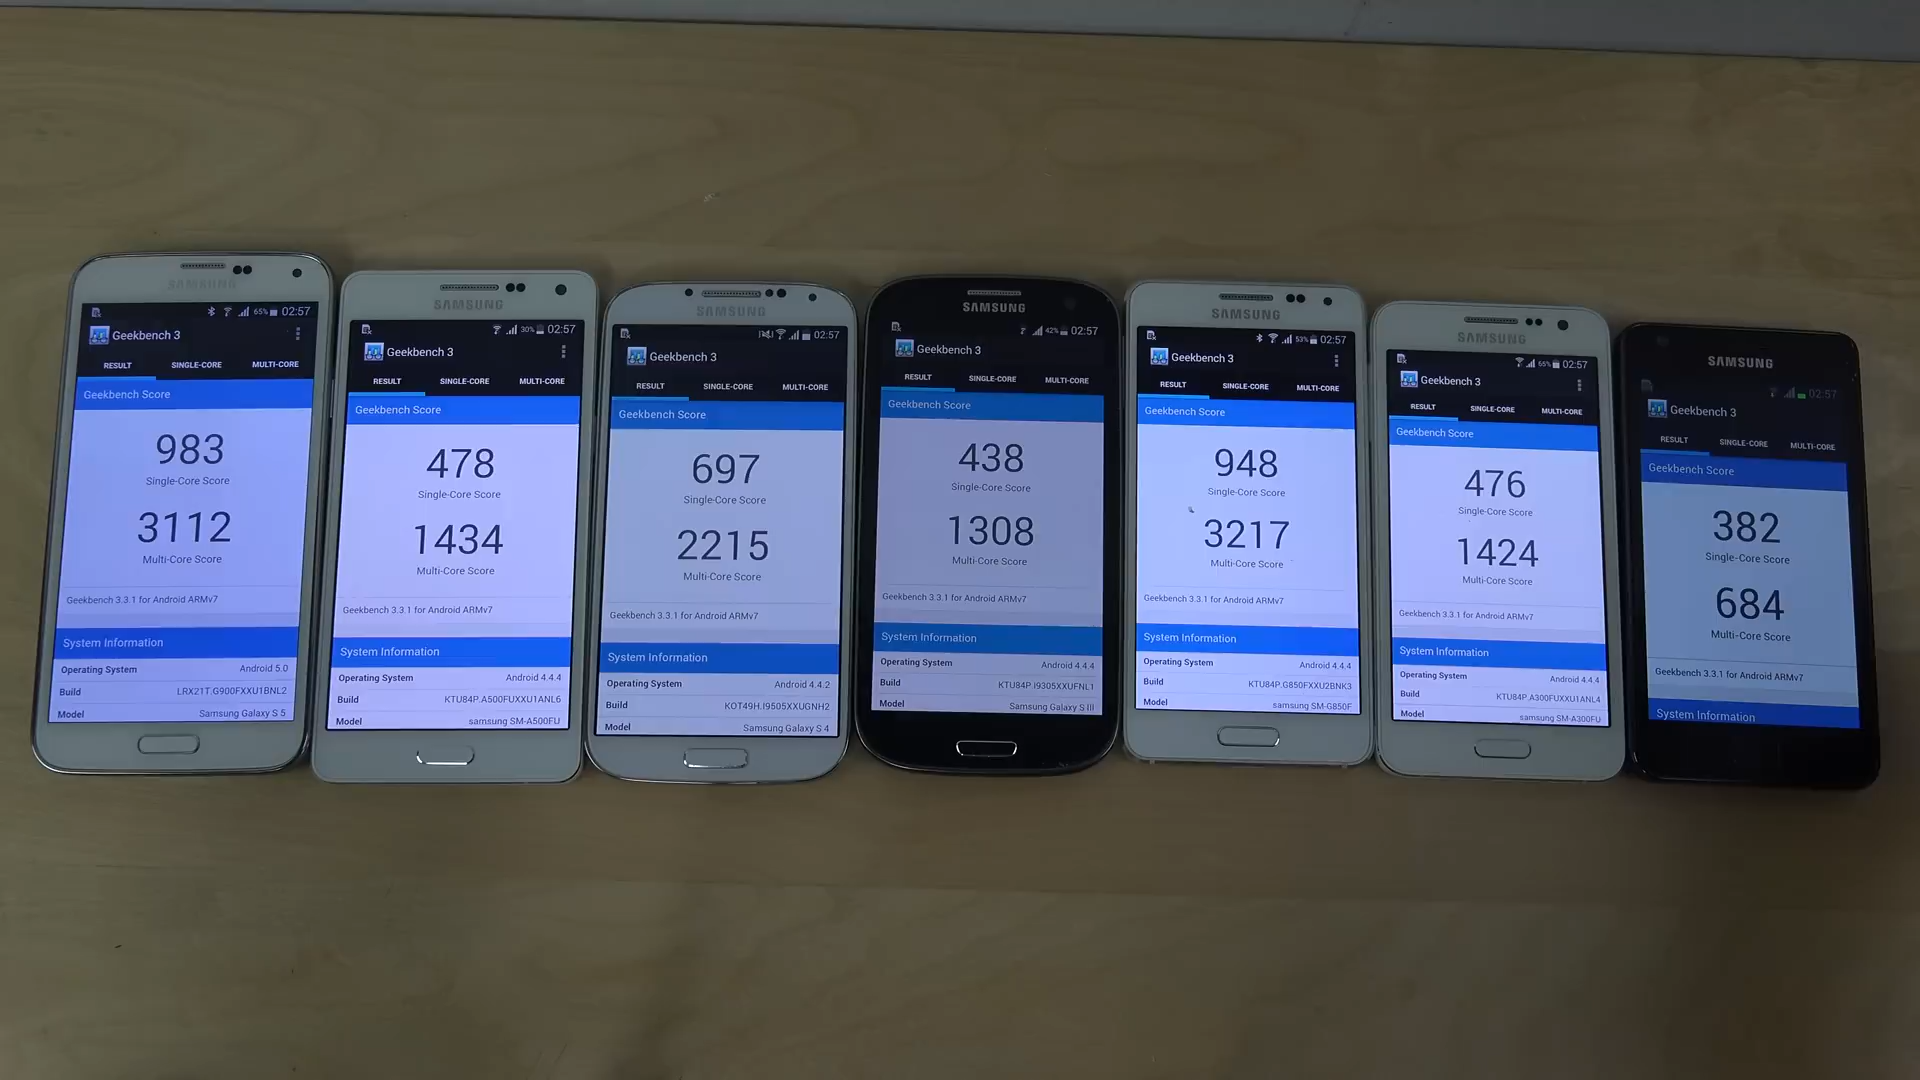 SAMSUNG
65% 02:57
Geekbench 3
RESULT SINGLE-CORE MULTI-CORE
Geekbench Score
983
Single-Core Score
3112
Multi-Core Score
Geekbench 3.3.1 for Android ARMv7
System Information
Operating System Android 5.0
Build LRX21T.G900FXXU1BNL2
Model Samsung Galaxy S 5
SAMSUNG
30% 02:57
Geekbench 3
RESULT SINGLE-CORE MULTI-CORE
Geekbench Score
478
Single-Core Score
1434
Multi-Core Score
Geekbench 3.3.1 for Android ARMv7
System Information
Operating System Android 4.4.4
Build KTU84P.A500FUXXU1ANL6
Model samsung SM-A500FU
SAMSUNG
02:57
Geekbench 3
RESULT SINGLE-CORE MULTI-CORE
Geekbench Score
697
Single-Core Score
2215
Multi-Core Score
Geekbench 3.3.1 for Android ARMv7
System Information
Operating System Android 4.4.2
Build KOT49H.I9505XXUGNH2
Model Samsung Galaxy S 4
SAMSUNG
42% 02:57
Geekbench 3
RESULT SINGLE-CORE MULTI-CORE
Geekbench Score
438
Single-Core Score
1308
Multi-Core Score
Geekbench 3.3.1 for Android ARMv7
System Information
Operating System Android 4.4.4
Build KTU84P.I9305XXUFNL1
Model Samsung Galaxy S III
SAMSUNG
53% 02:57
Geekbench 3
RESULT SINGLE-CORE MULTI-CORE
Geekbench Score
948
Single-Core Score
3217
Multi-Core Score
Geekbench 3.3.1 for Android ARMv7
System Information
Operating System Android 4.4.4
Build KTU84P.G850FXXU2BNK3
Model samsung SM-G850F
SAMSUNG
65% 02:57
Geekbench 3
RESULT SINGLE-CORE MULTI-CORE
Geekbench Score
476
Single-Core Score
1424
Multi-Core Score
Geekbench 3.3.1 for Android ARMv7
System Information
Operating System Android 4.4.4
Build KTU84P.A300FUXXU1ANL4
Model samsung SM-A300FU
SAMSUNG
02:57
Geekbench 3
RESULT SINGLE-CORE MULTI-CORE
Geekbench Score
382
Single-Core Score
684
Multi-Core Score
Geekbench 3.3.1 for Android ARMv7
System Information